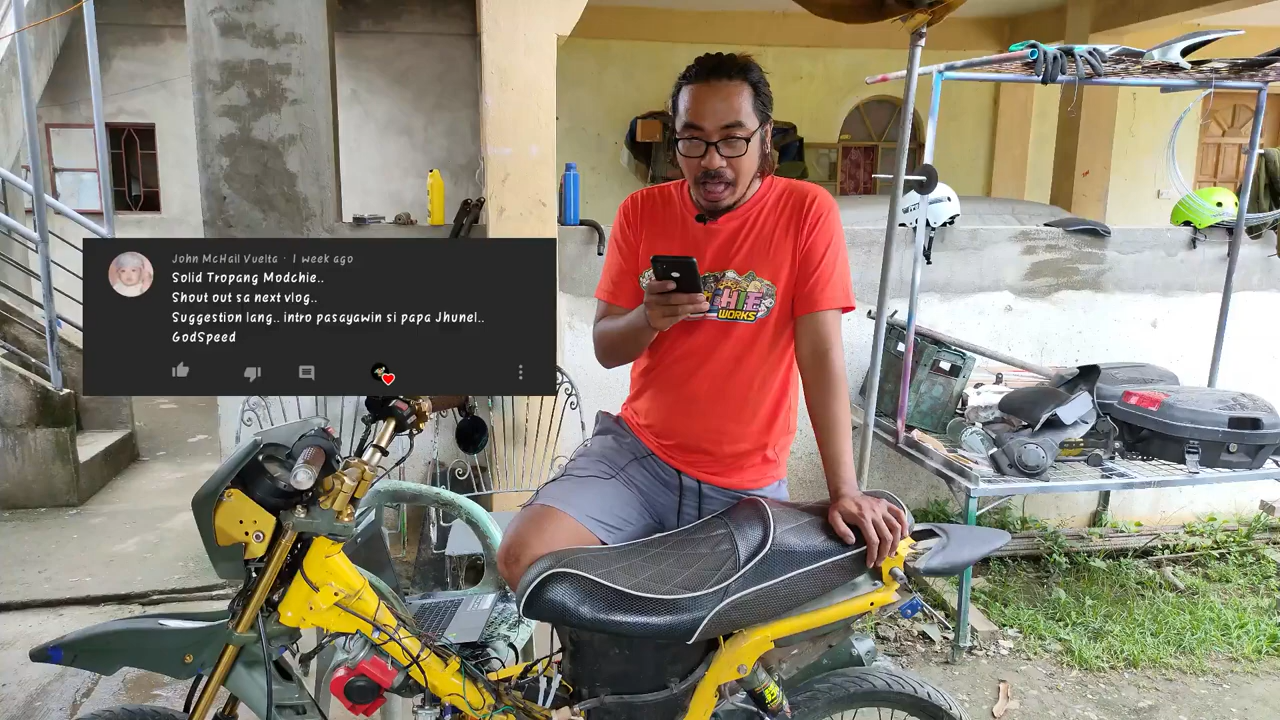 John McHail Vuelta · 1 week ago
Solid Tropang Modchie..
Shout out sa next vlog..
Suggestion lang.. intro pasayawin si papa Jhunel..
GodSpeed
WORKS